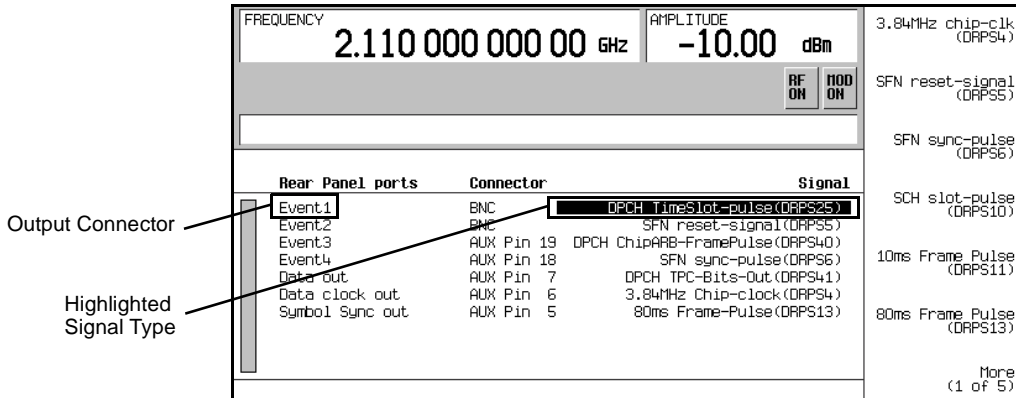 FREQUENCY
2.110 000 000 00 GHz
AMPLITUDE
-10.00 dBm
RF ON
MOD ON
Rear Panel ports Connector Signal
Event1 BNC DPCH TimeSlot-pulse(DRPS25)
Event2 BNC SFN reset-signal(DRPS5)
Event3 AUX Pin 19 DPCH ChipARB-FramePulse(DRPS40)
Event4 AUX Pin 18 SFN sync-pulse(DRPS6)
Data out AUX Pin 7 DPCH TPC-Bits-Out(DRPS41)
Data clock out AUX Pin 6 3.84MHz Chip-clock(DRPS4)
Symbol Sync out AUX Pin 5 80ms Frame-Pulse(DRPS13)
Output Connector
Highlighted
Signal Type
3.84MHz chip-clk
(DRPS4)
SFN reset-signal
(DRPS5)
SFN sync-pulse
(DRPS6)
SCH slot-pulse
(DRPS10)
10ms Frame Pulse
(DRPS11)
80ms Frame Pulse
(DRPS13)
More
(1 of 5)